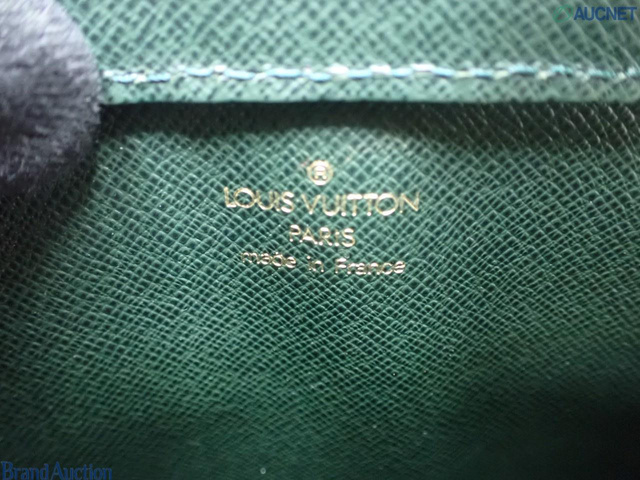 AUCNET
®
LOUIS VUITTON
PARIS
made in France
Brand Auction